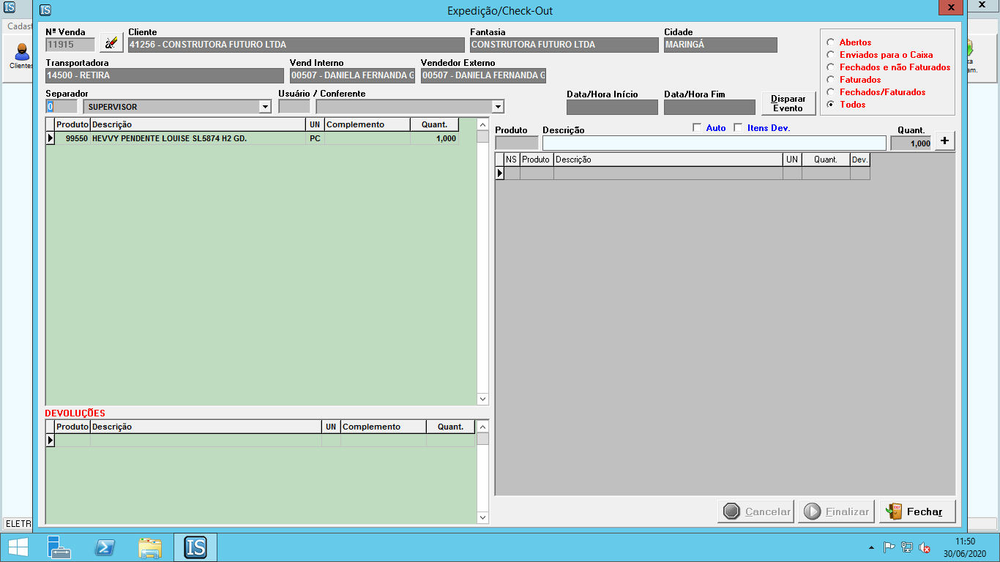 Expedição/Check-Out
x
x
IS
IS
Cadast
Clientes
Nº Venda
Cliente
Fantasia
Cidade
11915
41256 - CONSTRUTORA FUTURO LTDA
CONSTRUTORA FUTURO LTDA
MARINGÁ
Transportadora
Vend Interno
Vendedor Externo
14500 - RETIRA
00507 - DANIELA FERNANDA G
00507 - DANIELA FERNANDA G
Separador
Usuário / Conferente
Data/Hora Início
Data/Hora Fim
0
SUPERVISOR
Disparar
Evento
Abertos
Enviados para o Caixa
Fechados e não Faturados
Faturados
Fechados/Faturados
Todos
xa
am.
Produto Descrição UN Complemento Quant.
99550 HEVVY PENDENTE LOUISE SL5874 H2 GD. PC 1,000
Auto Itens Dev.
Produto Descrição Quant.
1,000 +
NS Produto Descrição UN Quant. Dev.
DEVOLUÇÕES
Produto Descrição UN Complemento Quant.
Cancelar Finalizar Fechar
ELETR
IS
11:50
30/06/2020